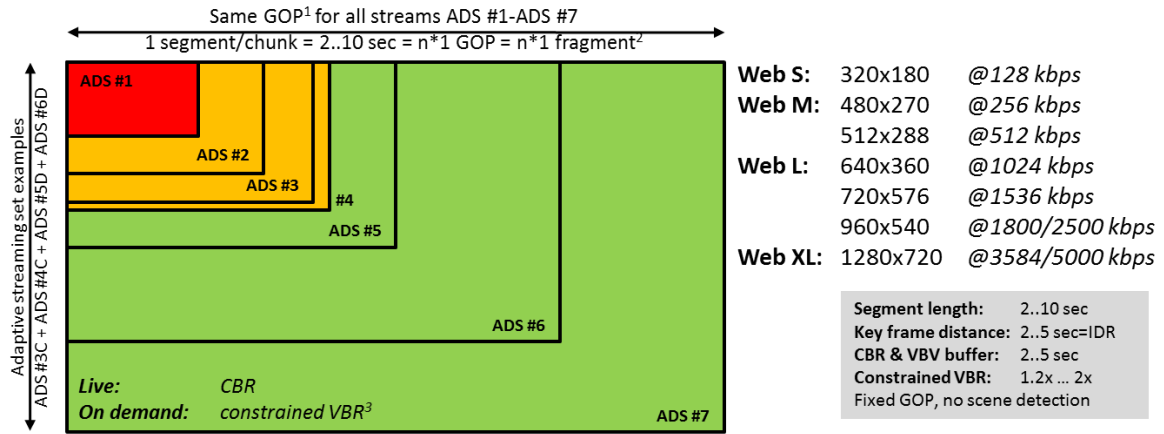 Same GOP¹ for all streams ADS #1-ADS #7
1 segment/chunk = 2..10 sec = n*1 GOP = n*1 fragment²
Adaptive streaming set examples
ADS #3C + ADS #4C + ADS #5D + ADS #6D
ADS #1
ADS #2
ADS #3
#4
ADS #5
ADS #6
ADS #7
Live: CBR
On demand: constrained VBR³
Web S: 320x180 @128 kbps
Web M: 480x270 @256 kbps
512x288 @512 kbps
Web L: 640x360 @1024 kbps
720x576 @1536 kbps
960x540 @1800/2500 kbps
Web XL: 1280x720 @3584/5000 kbps
Segment length: 2..10 sec
Key frame distance: 2..5 sec=IDR
CBR & VBV buffer: 2..5 sec
Constrained VBR: 1.2x ... 2x
Fixed GOP, no scene detection